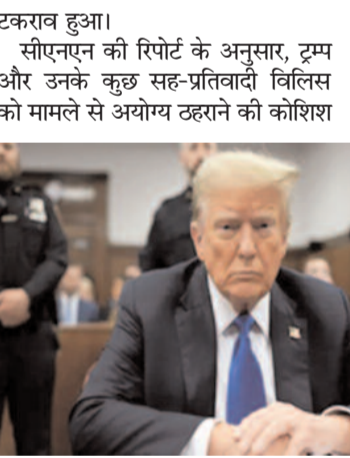 टकराव हुआ।
सीएनएन की रिपोर्ट के अनुसार, ट्रम्प
और उनके कुछ सह-प्रतिवादी विलिस
को मामले से अयोग्य ठहराने की कोशिश